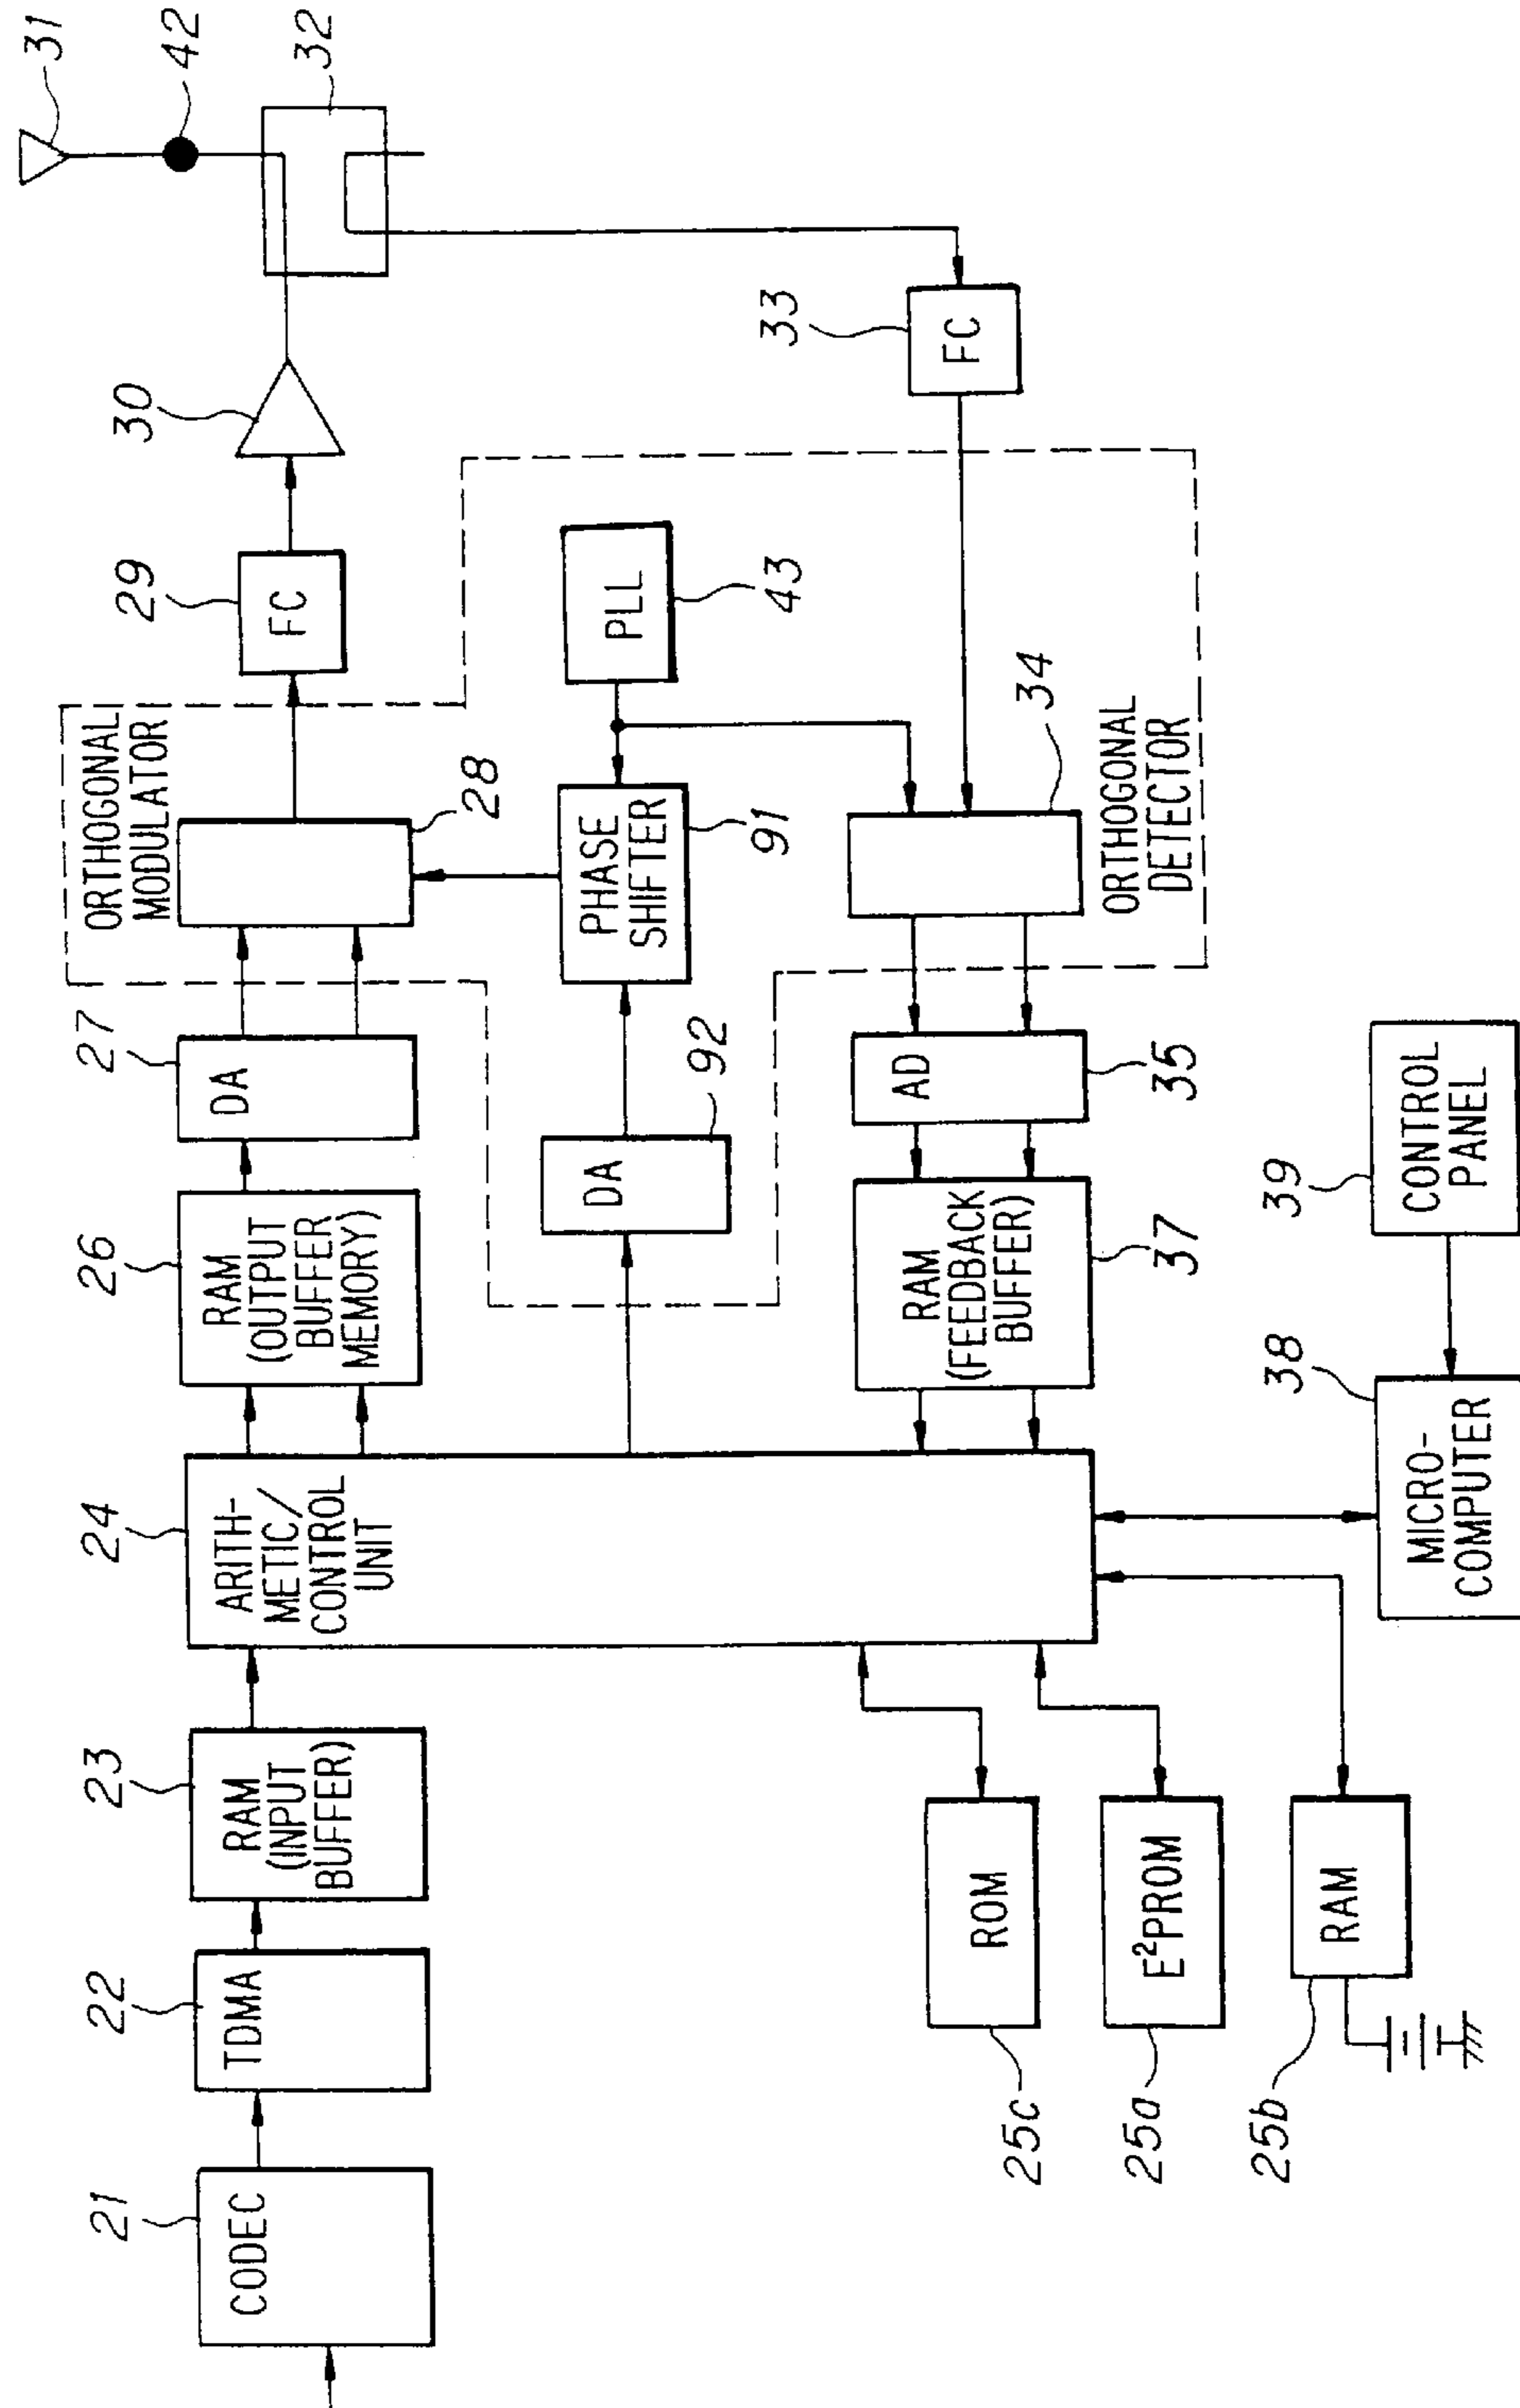 21
CODEC
22
TDMA
23
RAM
(INPUT
BUFFER)
24
ARITH-
METIC/
CONTROL
UNIT
26
RAM
(OUTPUT
BUFFER
MEMORY)
27
DA
ORTHOGONAL
MODULATOR
28
29
FC
30
31
42
32
DA
92
PHASE
SHIFTER
91
PLL
43
33
FC
34
ORTHOGONAL
DETECTOR
AD
35
RAM
(FEEDBACK
BUFFER)
37
ROM
25c
E²PROM
25a
RAM
25b
38
MICRO-
COMPUTER
39
CONTROL
PANEL